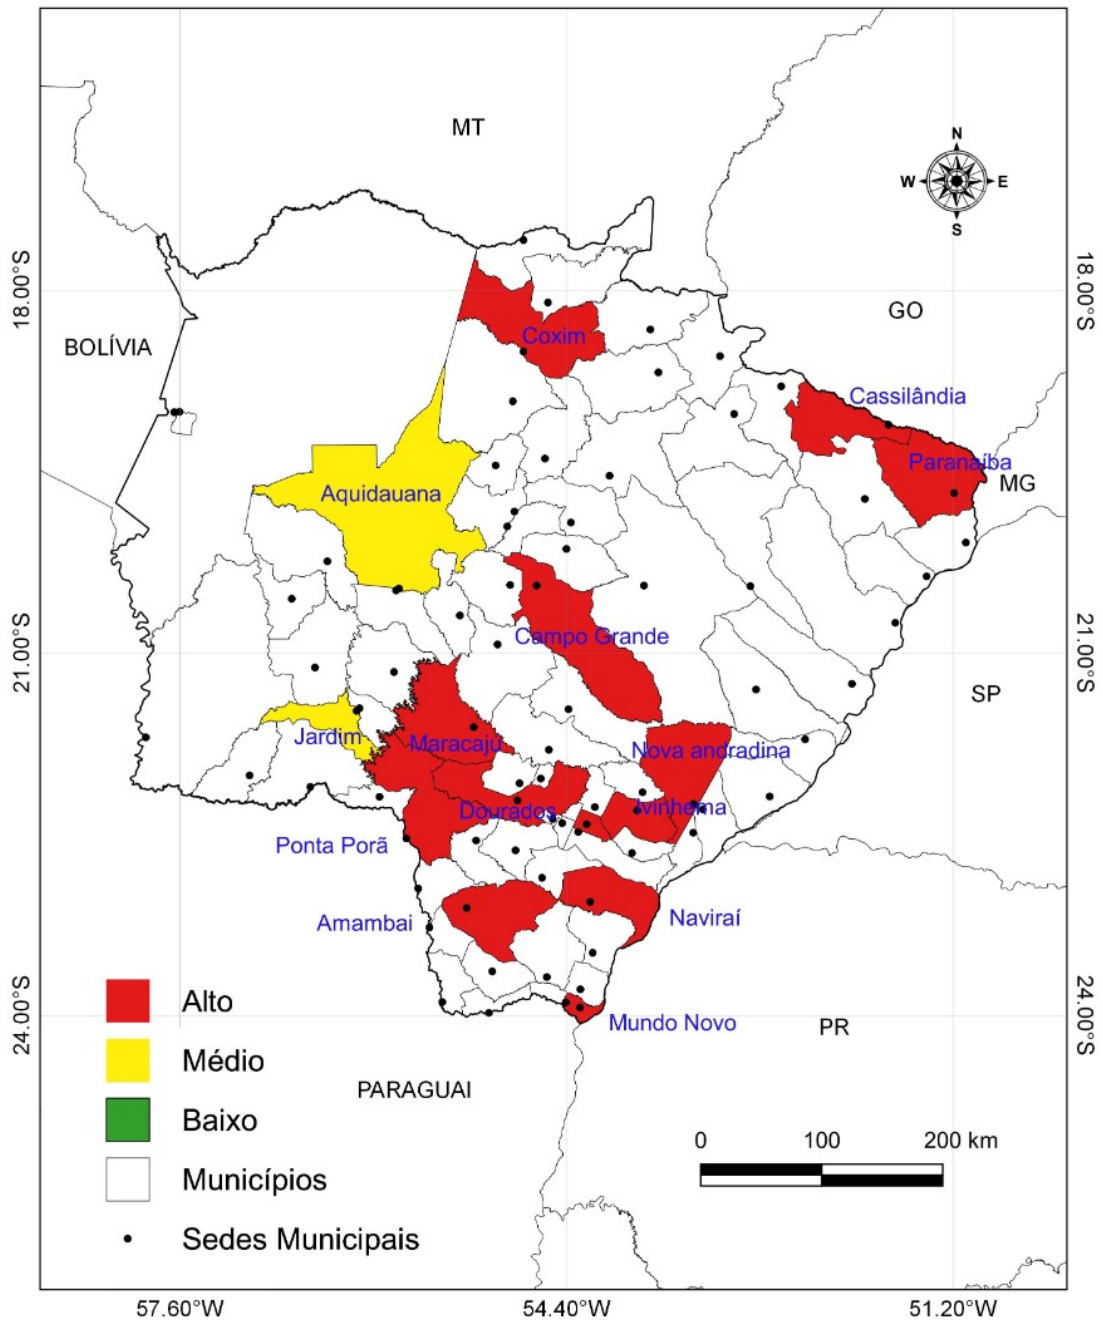 MT
N
W
E
S
18.00°S
18.00°S
GO
BOLÍVIA
Coxim
Cassilândia
Paranaíba
MG
Aquidauana
Campo Grande
21.00°S
21.00°S
SP
Jardim
Maracaju
Nova andradina
Dourados
Ivinhema
Ponta Porã
Amambai
Naviraí
Mundo Novo
24.00°S
24.00°S
PR
PARAGUAI
Alto
Médio
Baixo
Municípios
Sedes Municipais
0 100 200 km
57.60°W 54.40°W 51.20°W